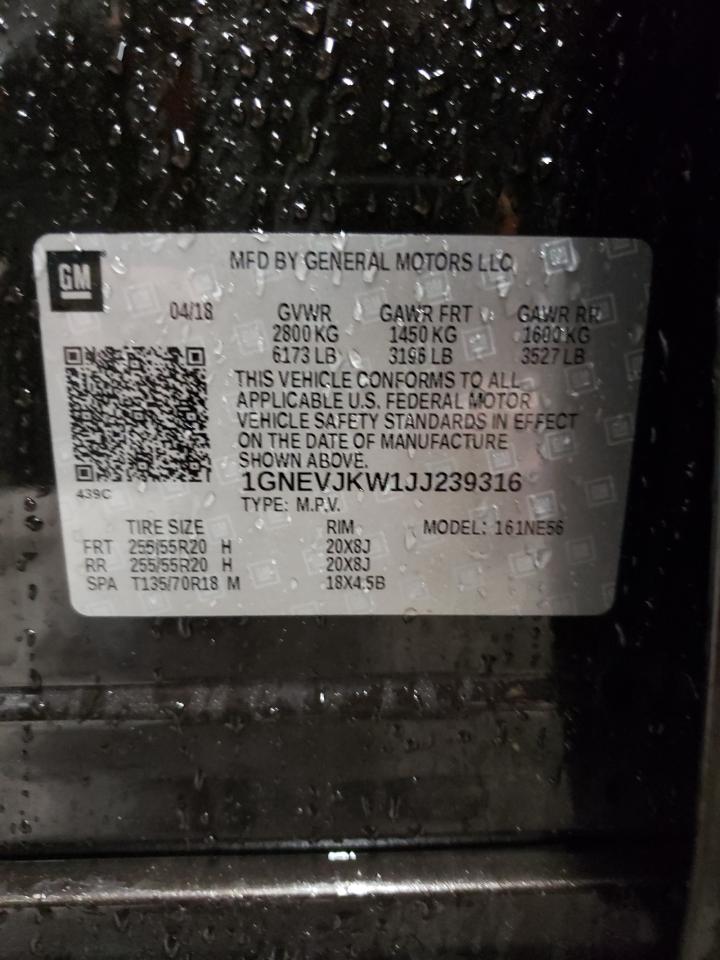 GM
MFD BY GENERAL MOTORS LLC
04/18 GVWR GAWR FRT GAWR RR
2800 KG 1450 KG 1600 KG
6173 LB 3196 LB 3527 LB
THIS VEHICLE CONFORMS TO ALL
APPLICABLE U.S. FEDERAL MOTOR
VEHICLE SAFETY STANDARDS IN EFFECT
ON THE DATE OF MANUFACTURE
SHOWN ABOVE.
1GNEVJKW1JJ239316
439C
TYPE: M.P.V.
TIRE SIZE RIM MODEL: 161NE56
FRT 255/55R20 H 20X8J
RR 255/55R20 H 20X8J
SPA T135/70R18 M 18X4.5B